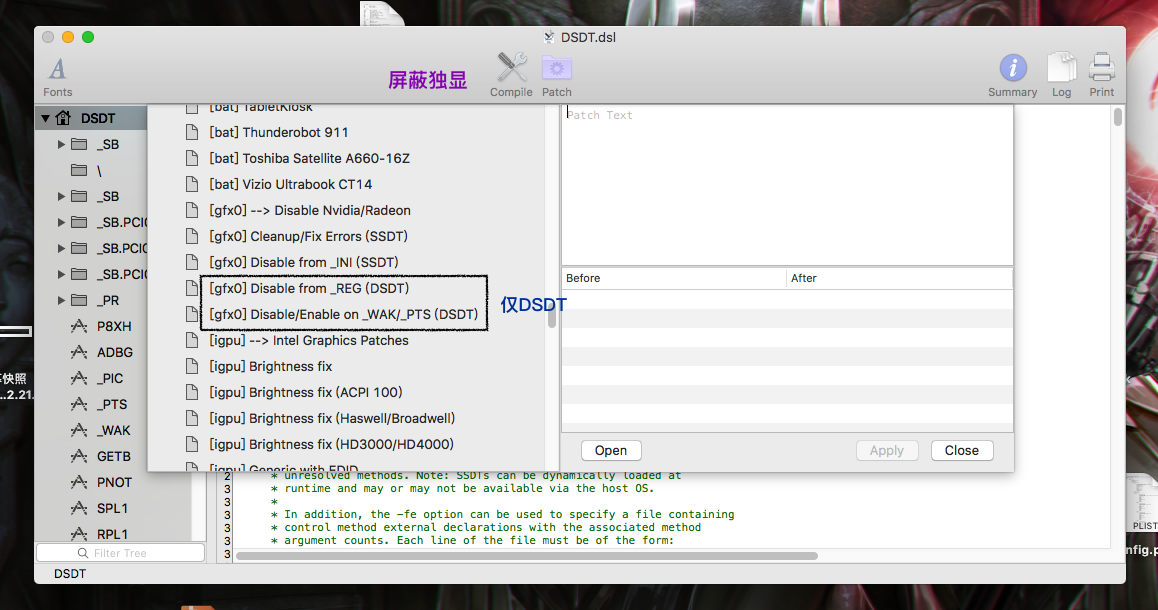 DSDT.dsl
Fonts
屏蔽独显
Compile
Patch
Summary
Log
Print
DSDT
_SB
\
_SB
_SB.PCI0
_SB.PCI0
_SB.PCI0
_PR
P8XH
ADBG
_PIC
_PTS
_WAK
GETB
PNOT
SPL1
RPL1
Filter Tree
DSDT
[bat] TabletKiosk
[bat] Thunderobot 911
[bat] Toshiba Satellite A660-16Z
[bat] Vizio Ultrabook CT14
[gfx0] --> Disable Nvidia/Radeon
[gfx0] Cleanup/Fix Errors (SSDT)
[gfx0] Disable from _INI (SSDT)
[gfx0] Disable from _REG (DSDT)
[gfx0] Disable/Enable on _WAK/_PTS (DSDT)
[igpu] --> Intel Graphics Patches
[igpu] Brightness fix
[igpu] Brightness fix (ACPI 100)
[igpu] Brightness fix (Haswell/Broadwell)
[igpu] Brightness fix (HD3000/HD4000)
[igpu] Generic with EDID
仅DSDT
Patch Text
Before
After
Open
Apply
Close
2 * unresolved methods. Note: SSDTs can be dynamically loaded at
3 * runtime and may or may not be available via the host OS.
3 *
3 * In addition, the -fe option can be used to specify a file containing
3 * control method external declarations with the associated method
3 * argument counts. Each line of the file must be of the form:
3
快照
...2.21.
PLIST
nfig.p